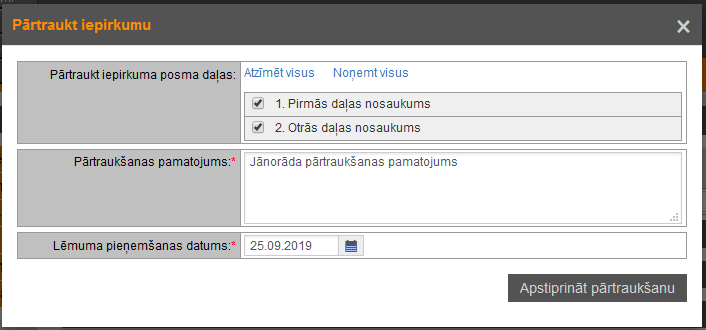 Pārtraukt iepirkumu
Pārtraukt iepirkuma posma daļas:
Atzīmēt visus Noņemt visus
1. Pirmās daļas nosaukums
2. Otrās daļas nosaukums
Pārtraukšanas pamatojums:*
Jānorāda pārtraukšanas pamatojums
Lēmuma pieņemšanas datums:*
25.09.2019
Apstiprināt pārtraukšanu